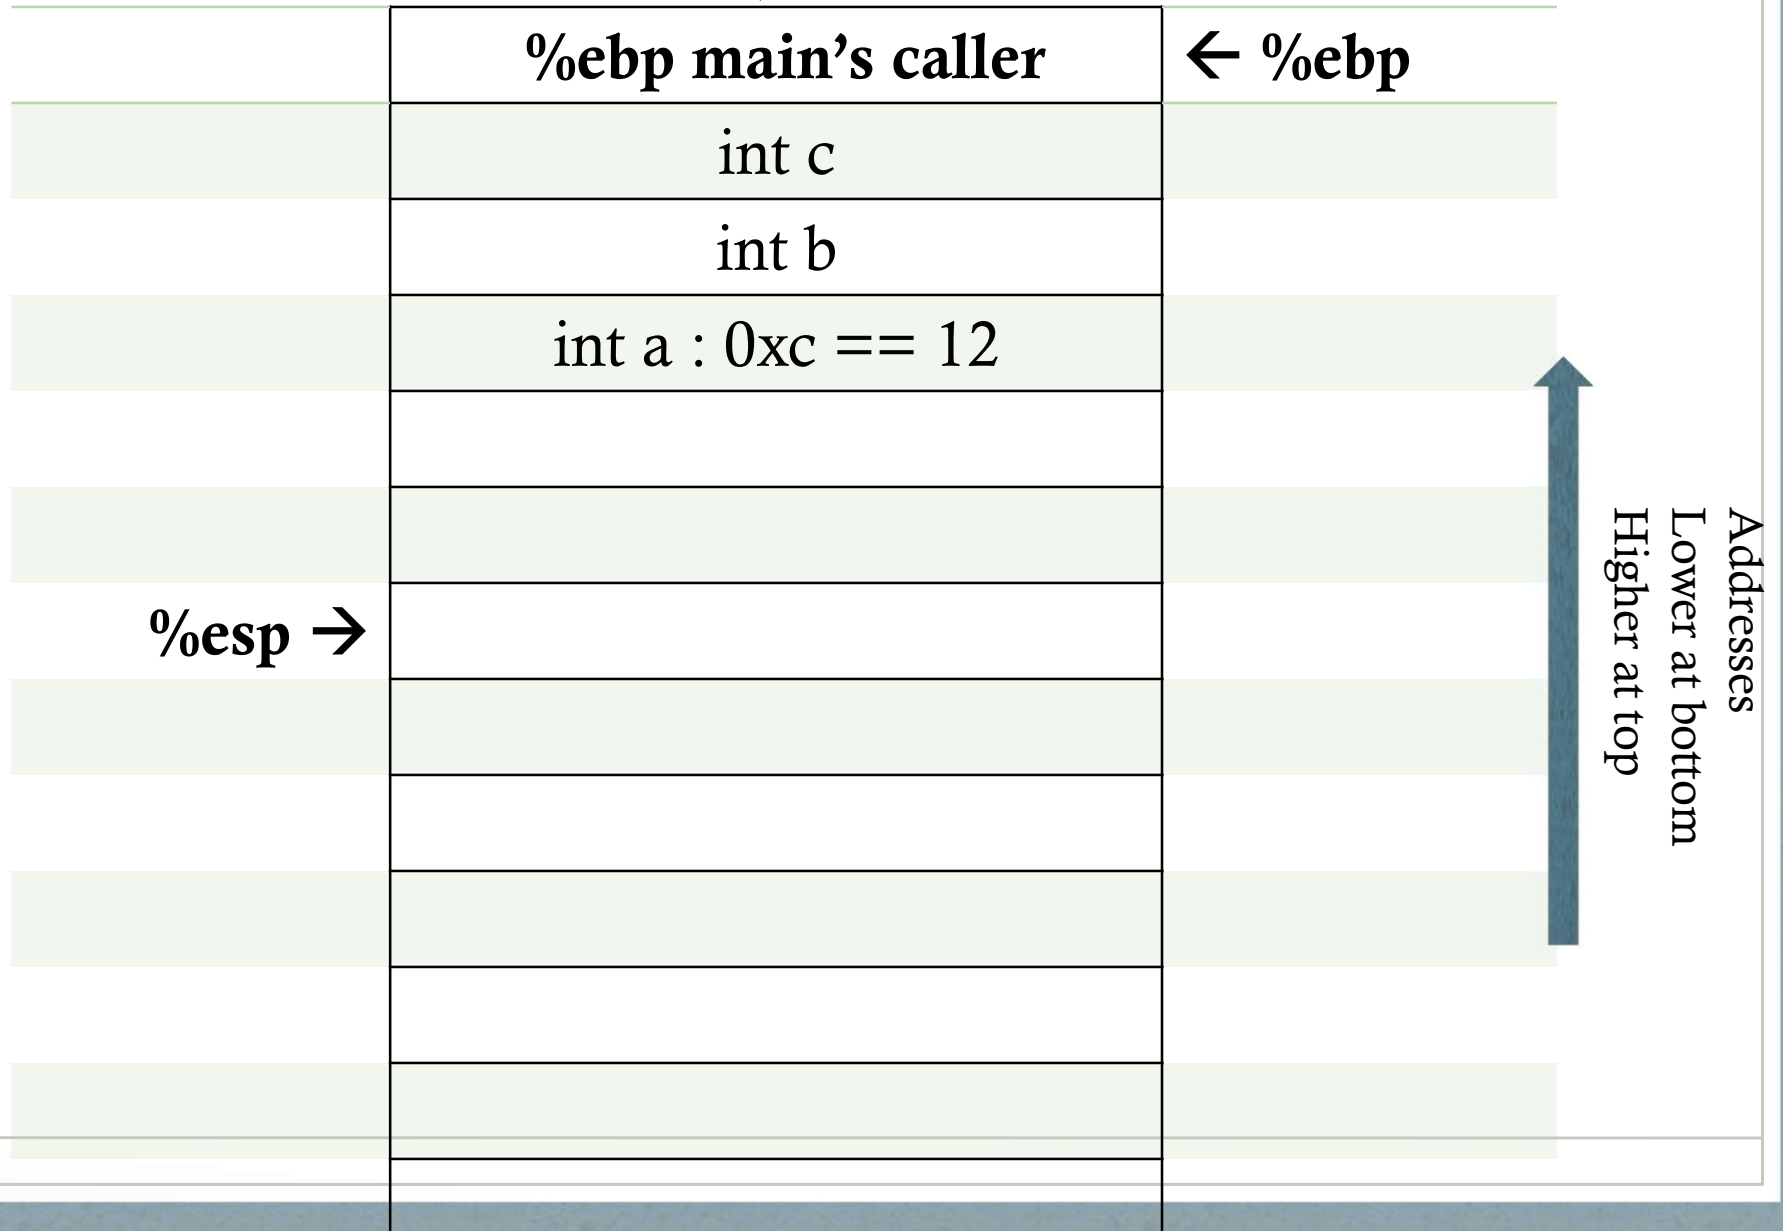 %ebp main’s caller
← %ebp
int c
int b
int a : 0xc == 12
%esp →
Addresses
Lower at bottom
Higher at top